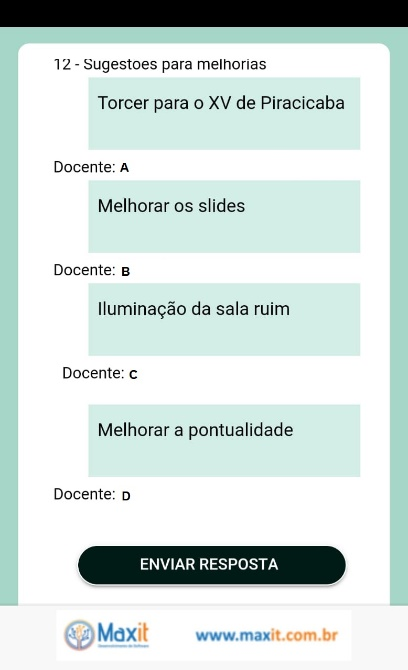 12 - Sugestoes para melhorias
Torcer para o XV de Piracicaba
Docente: A
Melhorar os slides
Docente: B
Iluminação da sala ruim
Docente: C
Melhorar a pontualidade
Docente: D
ENVIAR RESPOSTA
Maxit www.maxit.com.br